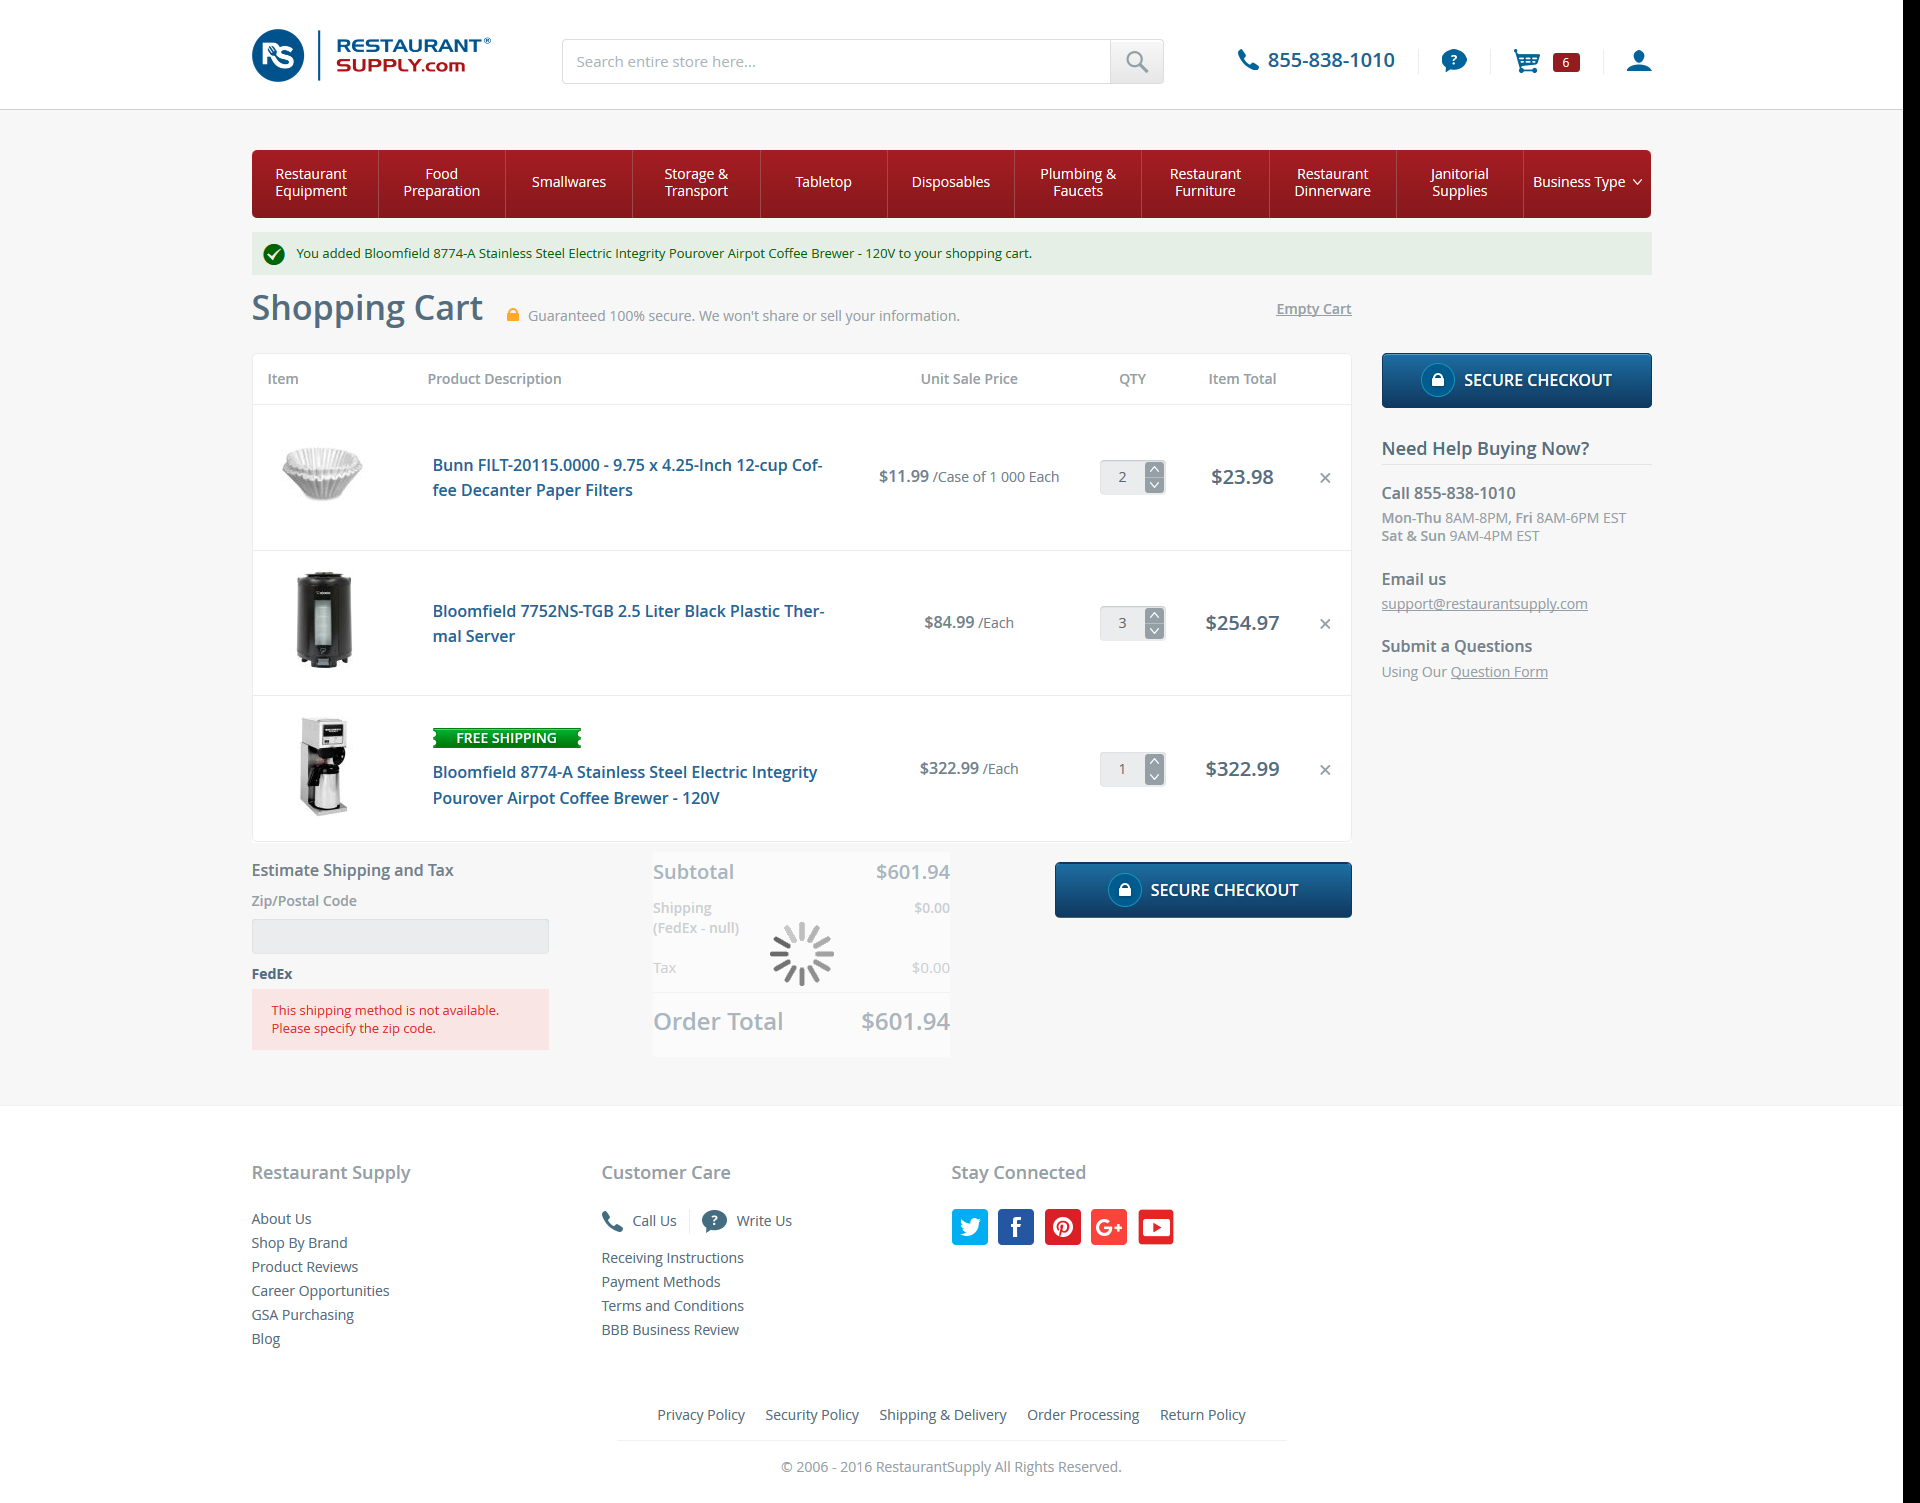 RS
RESTAURANT®
SUPPLY.com
Search entire store here...
855-838-1010
?
6
Restaurant
Equipment
Food
Preparation
Smallwares
Storage &
Transport
Tabletop
Disposables
Plumbing &
Faucets
Restaurant
Furniture
Restaurant
Dinnerware
Janitorial
Supplies
Business Type
You added Bloomfield 8774-A Stainless Steel Electric Integrity Pourover Airpot Coffee Brewer - 120V to your shopping cart.
Shopping Cart
Guaranteed 100% secure. We won't share or sell your information.
Empty Cart
Item Product Description Unit Sale Price QTY Item Total
Bunn FILT-20115.0000 - 9.75 x 4.25-Inch 12-cup Cof-
fee Decanter Paper Filters
$11.99 /Case of 1 000 Each
2
$23.98
Bloomfield 7752NS-TGB 2.5 Liter Black Plastic Ther-
mal Server
$84.99 /Each
3
$254.97
FREE SHIPPING
Bloomfield 8774-A Stainless Steel Electric Integrity
Pourover Airpot Coffee Brewer - 120V
$322.99 /Each
1
$322.99
SECURE CHECKOUT
Need Help Buying Now?
Call 855-838-1010
Mon-Thu 8AM-8PM, Fri 8AM-6PM EST
Sat & Sun 9AM-4PM EST
Email us
support@restaurantsupply.com
Submit a Questions
Using Our Question Form
Estimate Shipping and Tax
Zip/Postal Code
FedEx
This shipping method is not available.
Please specify the zip code.
Subtotal $601.94
Shipping $0.00
(FedEx - null)
Tax $0.00
Order Total $601.94
SECURE CHECKOUT
Restaurant Supply
About Us
Shop By Brand
Product Reviews
Career Opportunities
GSA Purchasing
Blog
Customer Care
Call Us
? Write Us
Receiving Instructions
Payment Methods
Terms and Conditions
BBB Business Review
Stay Connected
f
G+
Privacy Policy Security Policy Shipping & Delivery Order Processing Return Policy
© 2006 - 2016 RestaurantSupply All Rights Reserved.